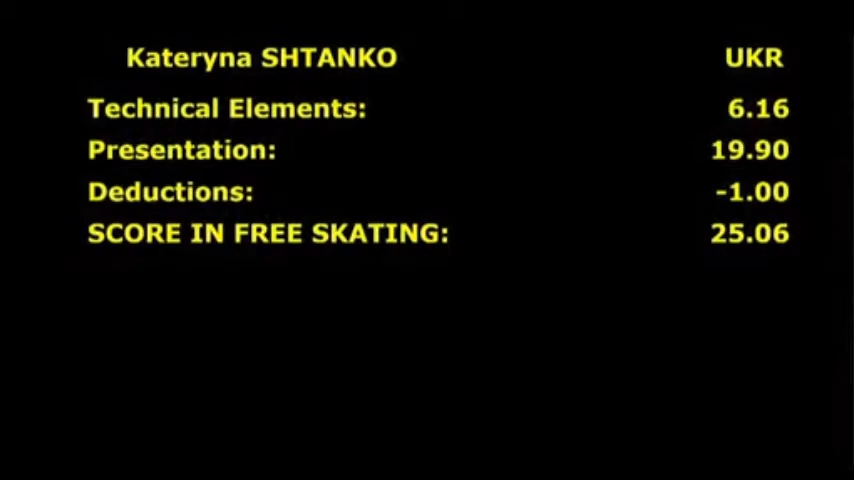 Kateryna SHTANKO UKR
Technical Elements: 6.16
Presentation: 19.90
Deductions: -1.00
SCORE IN FREE SKATING: 25.06